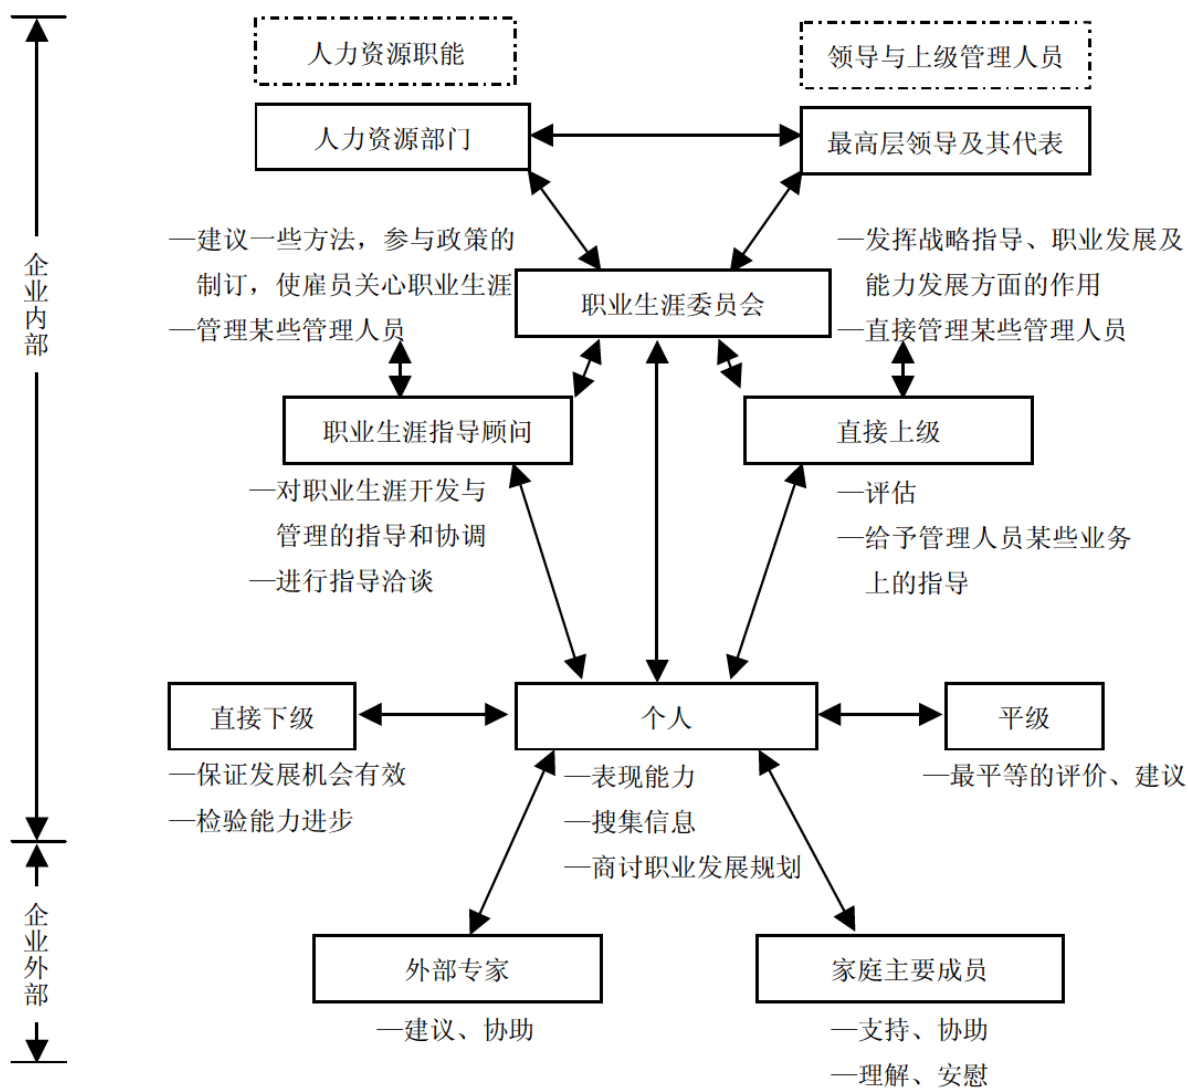 人力资源职能
领导与上级管理人员
人力资源部门
最高层领导及其代表
—建议一些方法，参与政策的
制订，使雇员关心职业生涯
—管理某些管理人员
—发挥战略指导、职业发展及
能力发展方面的作用
—直接管理某些管理人员
职业生涯委员会
企业内部
职业生涯指导顾问
直接上级
—对职业生涯开发与
管理的指导和协调
—进行指导洽谈
—评估
—给予管理人员某些业务
上的指导
直接下级
个人
平级
—保证发展机会有效
—检验能力进步
—表现能力
—搜集信息
—商讨职业发展规划
—最平等的评价、建议
企业外部
外部专家
家庭主要成员
—建议、协助
—支持、协助
—理解、安慰